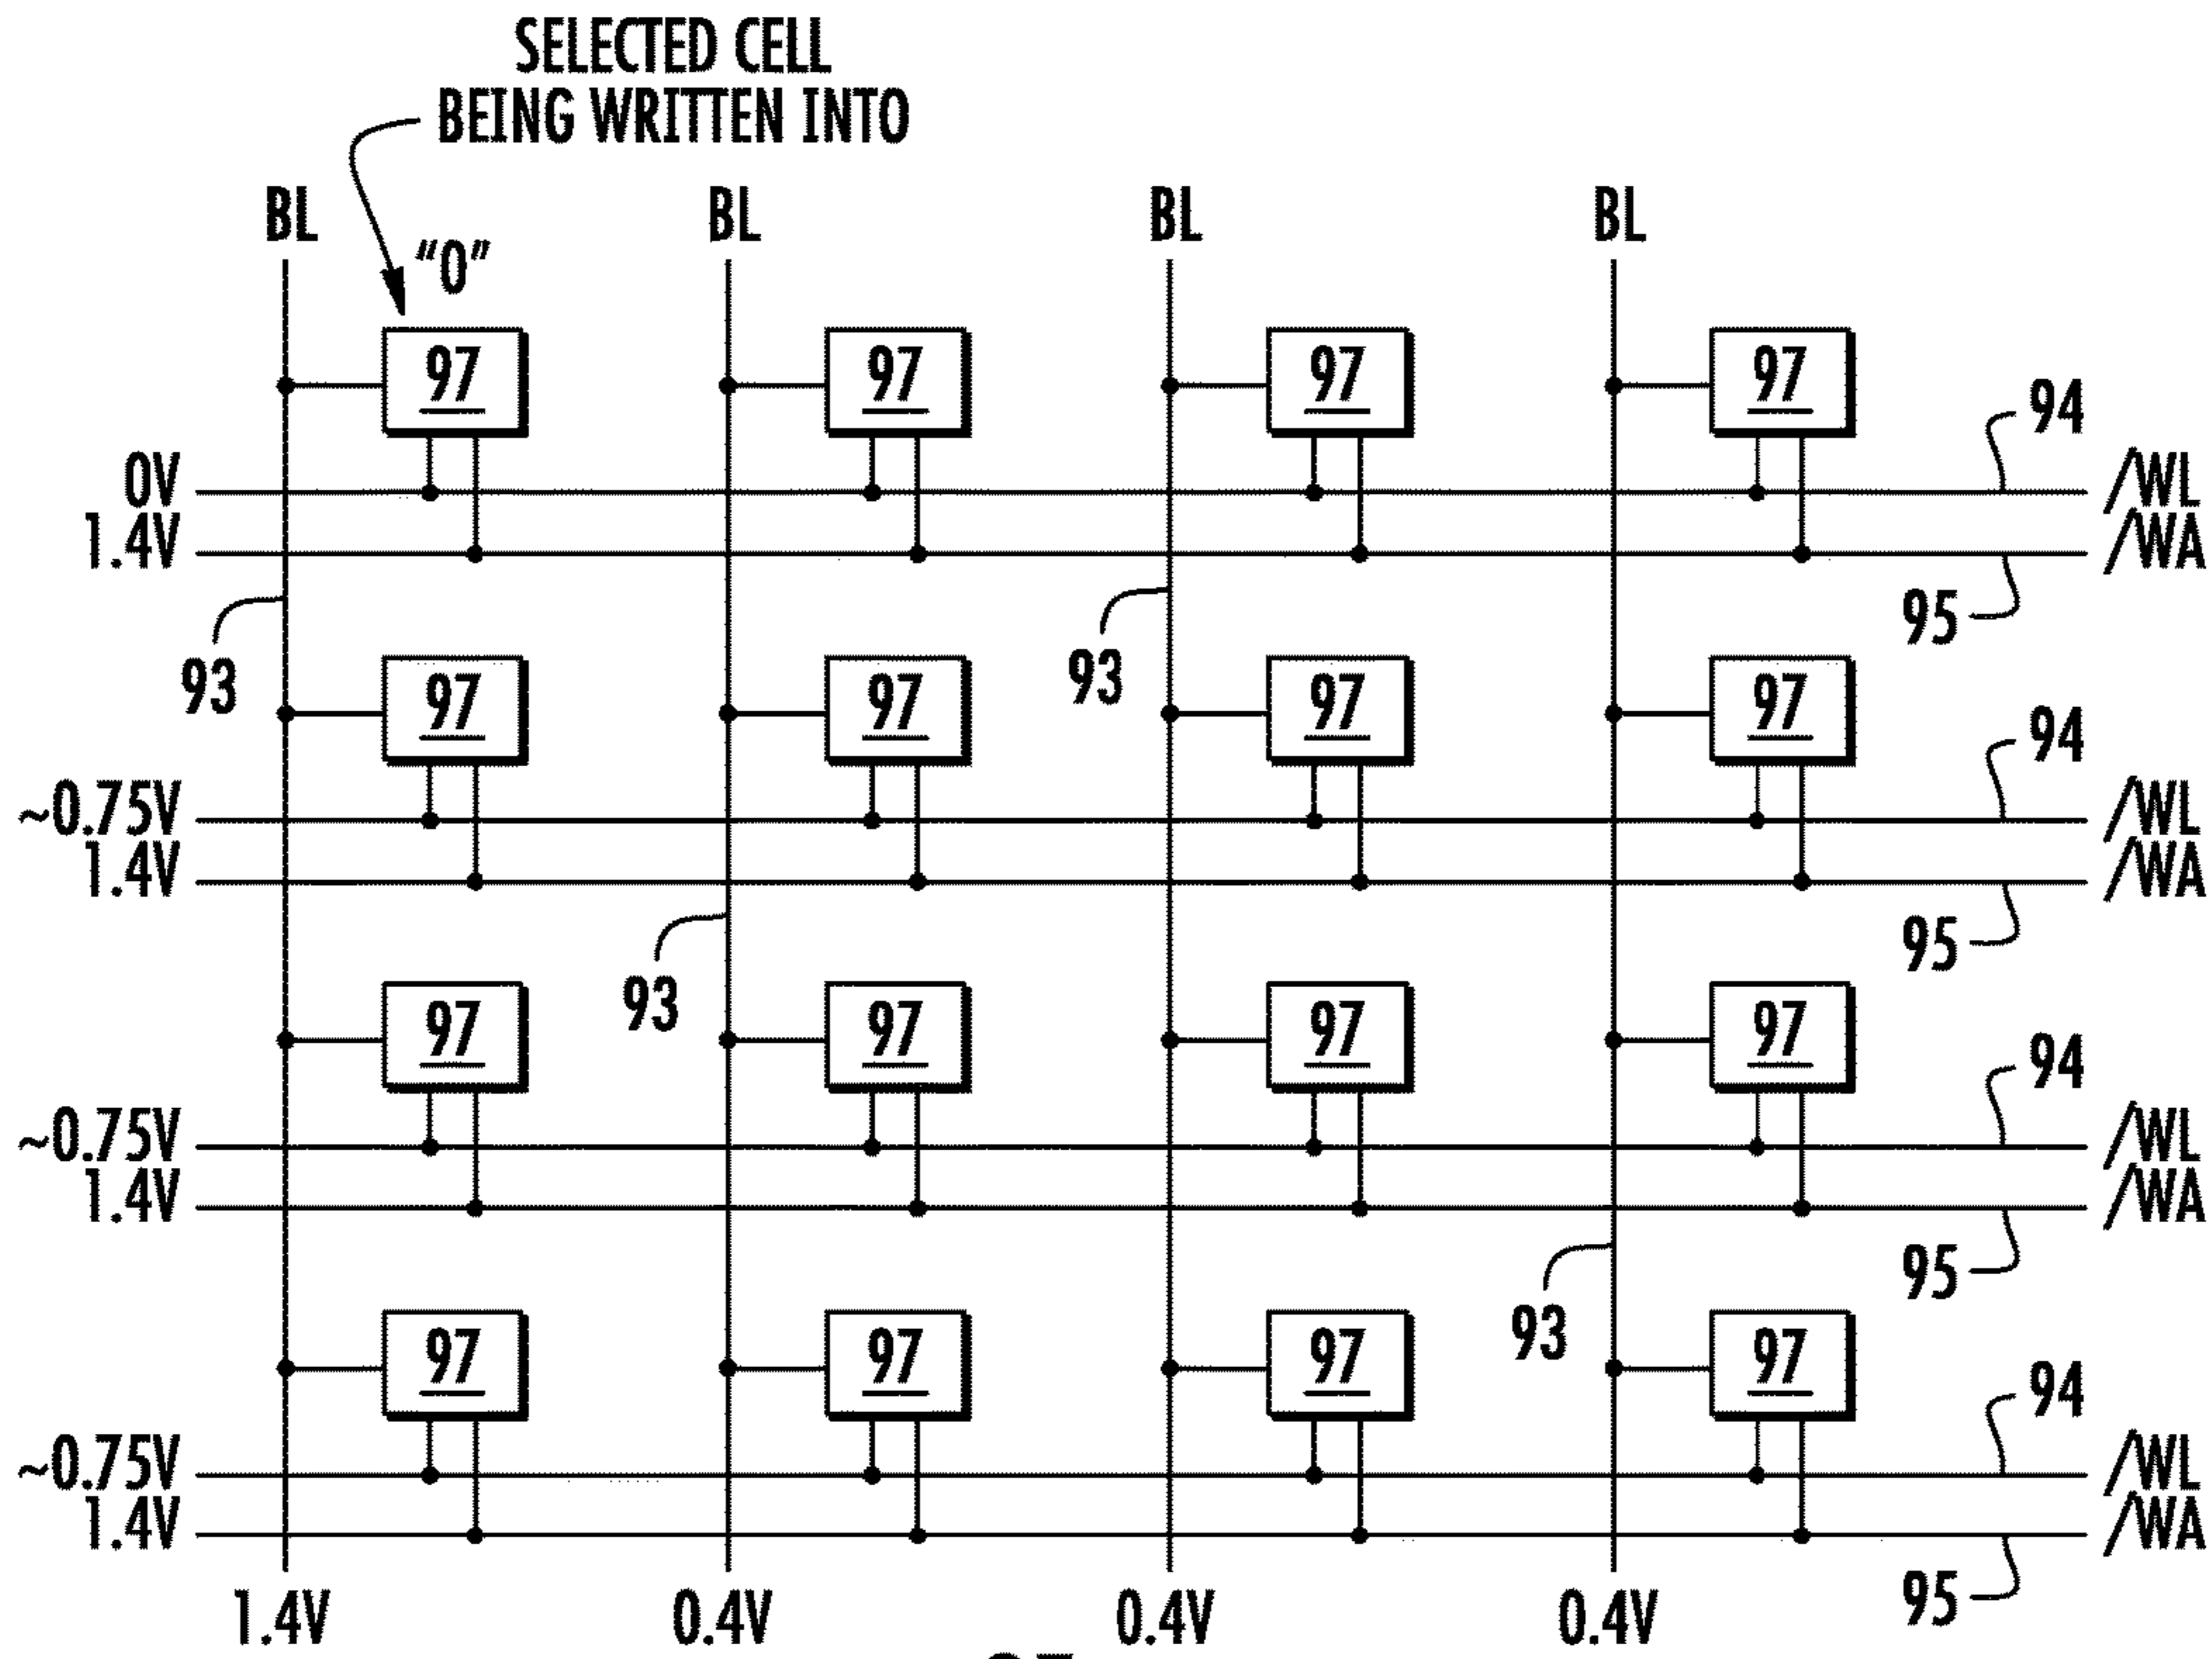 SELECTED CELL
BEING WRITTEN INTO
BL BL BL BL
"0"
97 97 97 97
94
0V /WL
1.4V /WA
95
93 93
97 97 97 97
94
~0.75V /WL
1.4V /WA
95
93
97 97 97 97
94
~0.75V /WL
1.4V /WA
95
93
97 97 97 97
94
~0.75V /WL
1.4V /WA
95
1.4V 0.4V 0.4V 0.4V